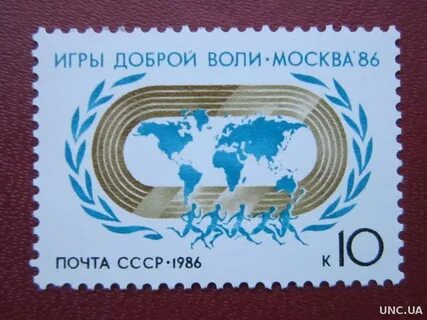 ИГРЫ ДОБРОЙ ВОЛИ·МОСКВА'86
ПОЧТА СССР·1986
к 10
UNC.UA